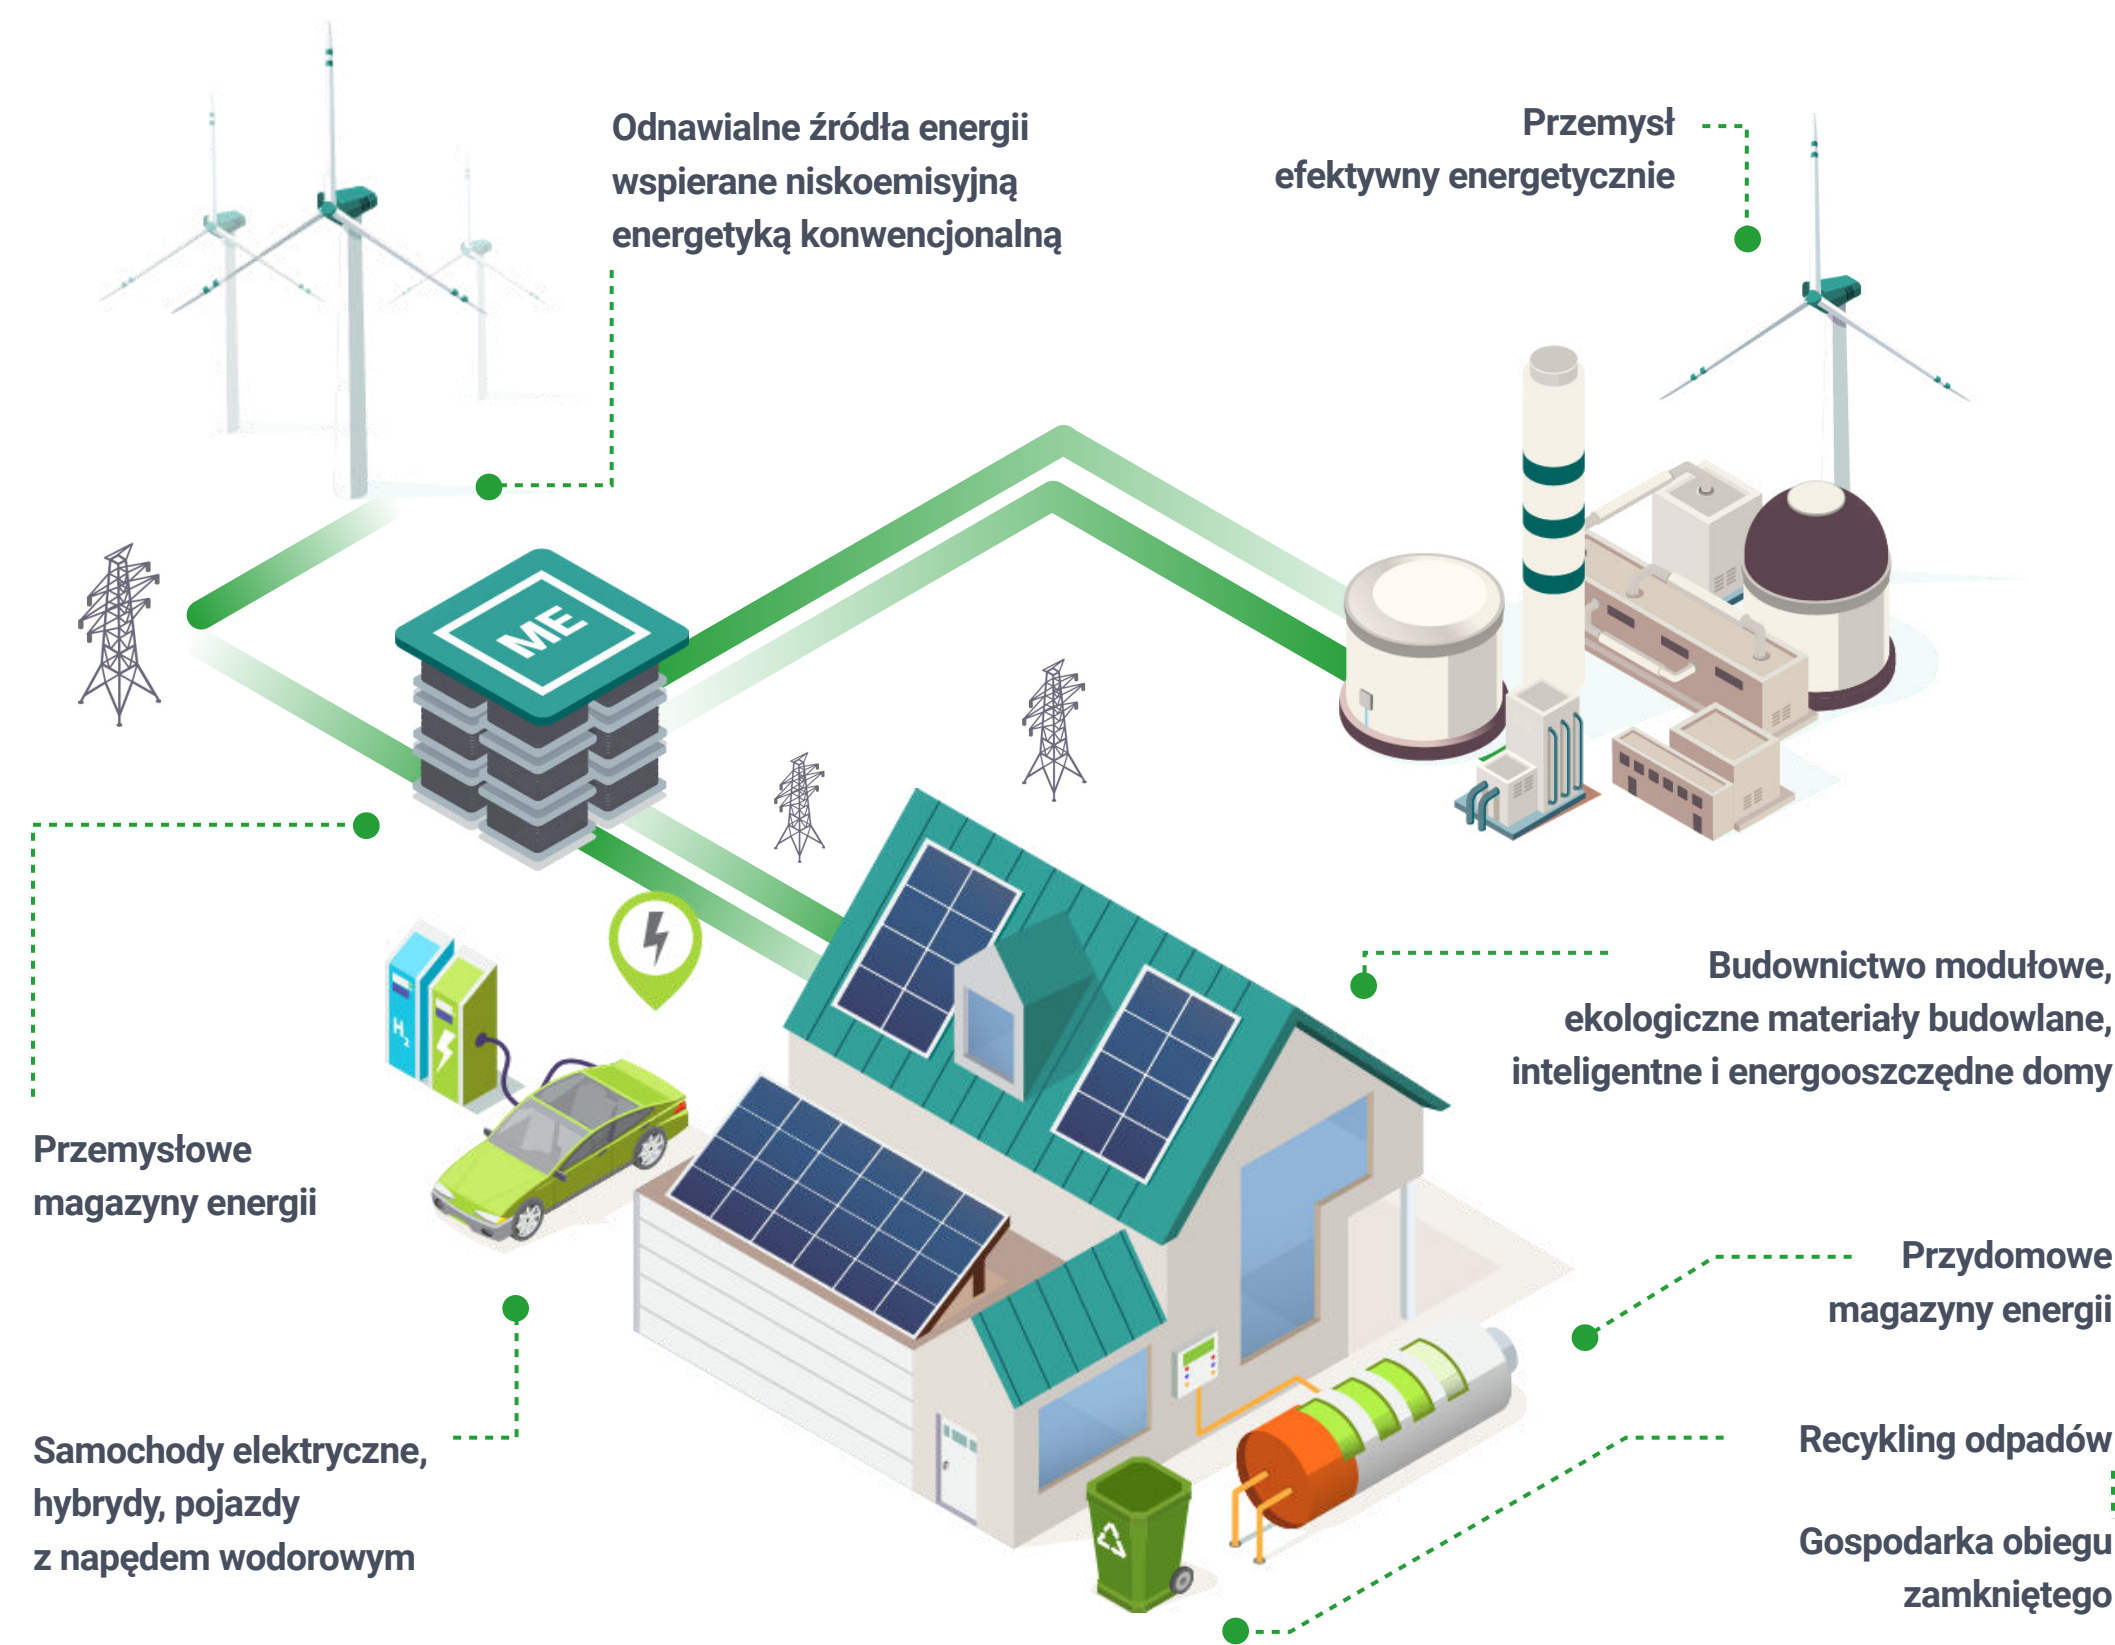 Odnawialne źródła energii
wspierane niskoemisyjną
energetyką konwencjonalną
Przemysł
efektywny energetycznie
ME
Budownictwo modułowe,
ekologiczne materiały budowlane,
inteligentne i energooszczędne domy
H2
Przemysłowe
magazyny energii
Przydomowe
magazyny energii
Samochody elektryczne,
hybrydy, pojazdy
z napędem wodorowym
Recykling odpadów
Gospodarka obiegu
zamkniętego